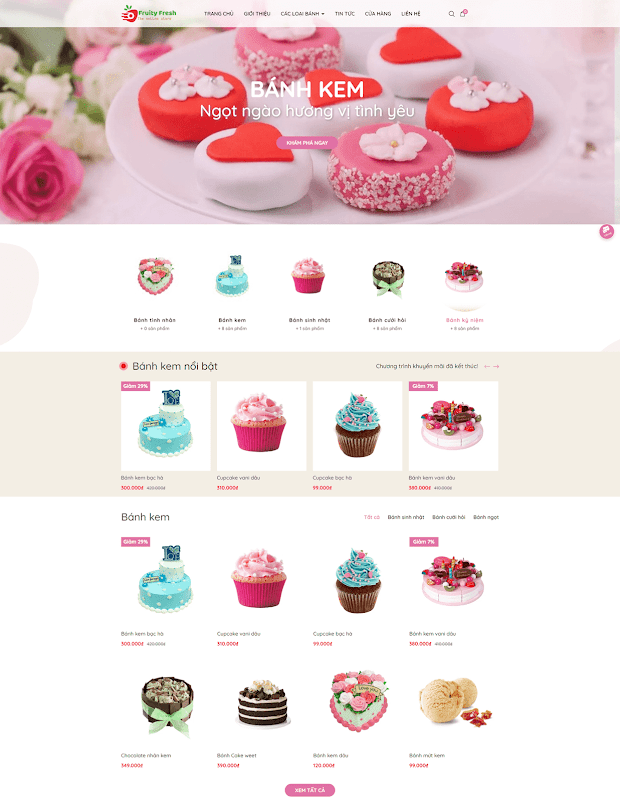 Fruity Fresh
TRANG CHỦ
GIỚI THIỆU
CÁC LOẠI BÁNH
TIN TỨC
CỬA HÀNG
LIÊN HỆ
BÁNH KEM
Ngọt ngào hương vị tình yêu
KHÁM PHÁ NGAY
Bánh tình nhân
+ 6 sản phẩm
Bánh kem
+ 8 sản phẩm
Bánh sinh nhật
+ 1 sản phẩm
Bánh cưới hỏi
+ 8 sản phẩm
Bánh kỷ niệm
+ 8 sản phẩm
Bánh kem nổi bật
Chương trình khuyến mãi đã kết thúc!
Giảm 29%
Giảm 7%
Bánh kem bạc hà
300.000₫ 420.000₫
Cupcake vani dâu
310.000₫
Cupcake bạc hà
99.000₫
Bánh kem vani dâu
380.000₫ 410.000₫
Bánh kem
Tất cả
Bánh sinh nhật
Bánh cưới hỏi
Bánh ngọt
Giảm 29%
Giảm 7%
Bánh kem bạc hà
300.000₫ 420.000₫
Cupcake vani dâu
310.000₫
Cupcake bạc hà
99.000₫
Bánh kem vani dâu
380.000₫ 410.000₫
I LOVE YOU
Chocolate nhân kem
349.000₫
Bánh Cake weet
390.000₫
Bánh kem dâu
120.000₫
Bánh mứt kem
99.000₫
XEM TẤT CẢ